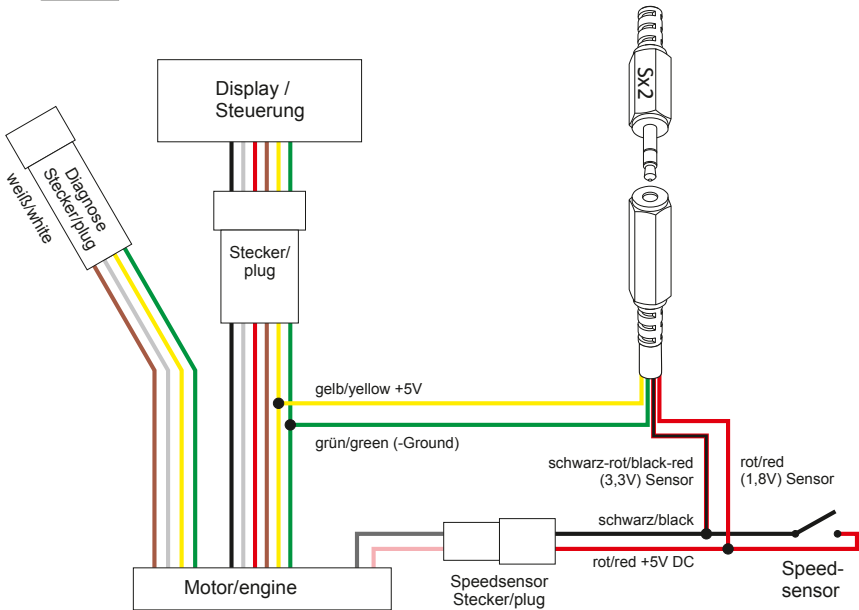 Display /
Steuerung
Sx2
Diagnose
Stecker/plug
weiß/white
Stecker/
plug
gelb/yellow +5V
grün/green (-Ground)
schwarz-rot/black-red
(3,3V) Sensor
rot/red
(1,8V) Sensor
schwarz/black
rot/red +5V DC
Motor/engine
Speedsensor
Stecker/plug
Speed-
sensor